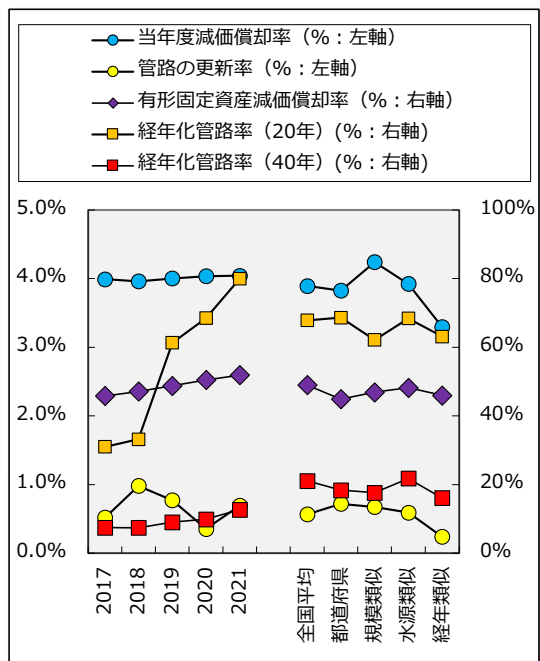 当年度減価償却率（%：左軸）
管路の更新率（%：左軸）
有形固定資産減価償却率（%：右軸）
経年化管路率（20年）(%：右軸)
経年化管路率（40年）(%：右軸)
5.0%
4.0%
3.0%
2.0%
1.0%
0.0%
100%
80%
60%
40%
20%
0%
2017
2018
2019
2020
2021
全国平均
都道府県
規模類似
水源類似
経年類似